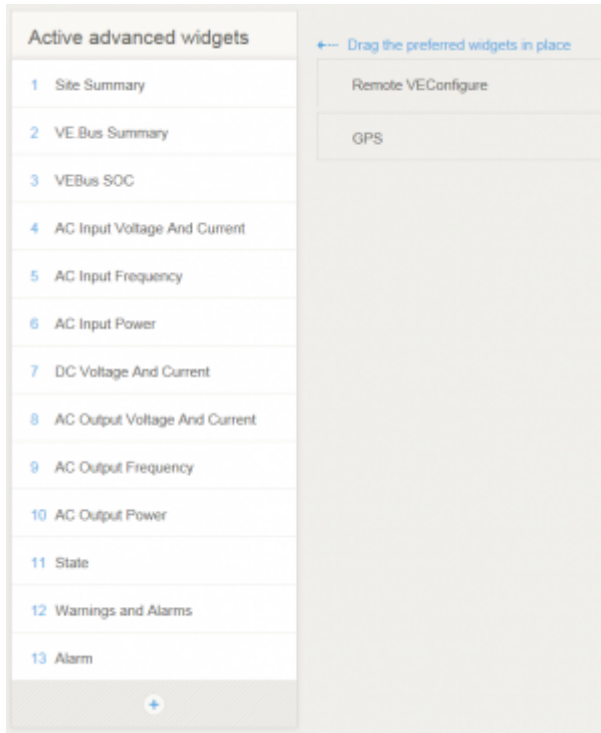 Active advanced widgets
1 Site Summary
2 VE.Bus Summary
3 VEBus SOC
4 AC Input Voltage And Current
5 AC Input Frequency
6 AC Input Power
7 DC Voltage And Current
8 AC Output Voltage And Current
9 AC Output Frequency
10 AC Output Power
11 State
12 Warnings and Alarms
13 Alarm
+
←-- Drag the preferred widgets in place
Remote VEConfigure
GPS